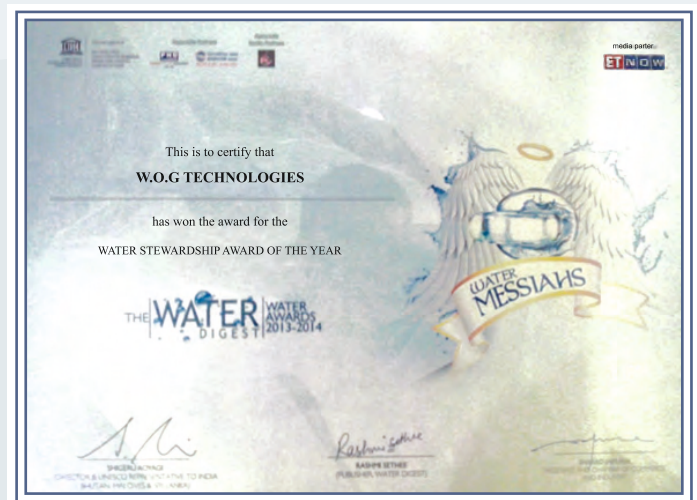 media parter.
ET NOW
This is to certify that
W.O.G TECHNOLOGIES
has won the award for the
WATER STEWARDSHIP AWARD OF THE YEAR
WATER
MESSIAHS
THE WATER DIGEST
WATER
AWARDS
2013-2014
RASHMI SETHEE
(PUBLISHER, WATER DIGEST)